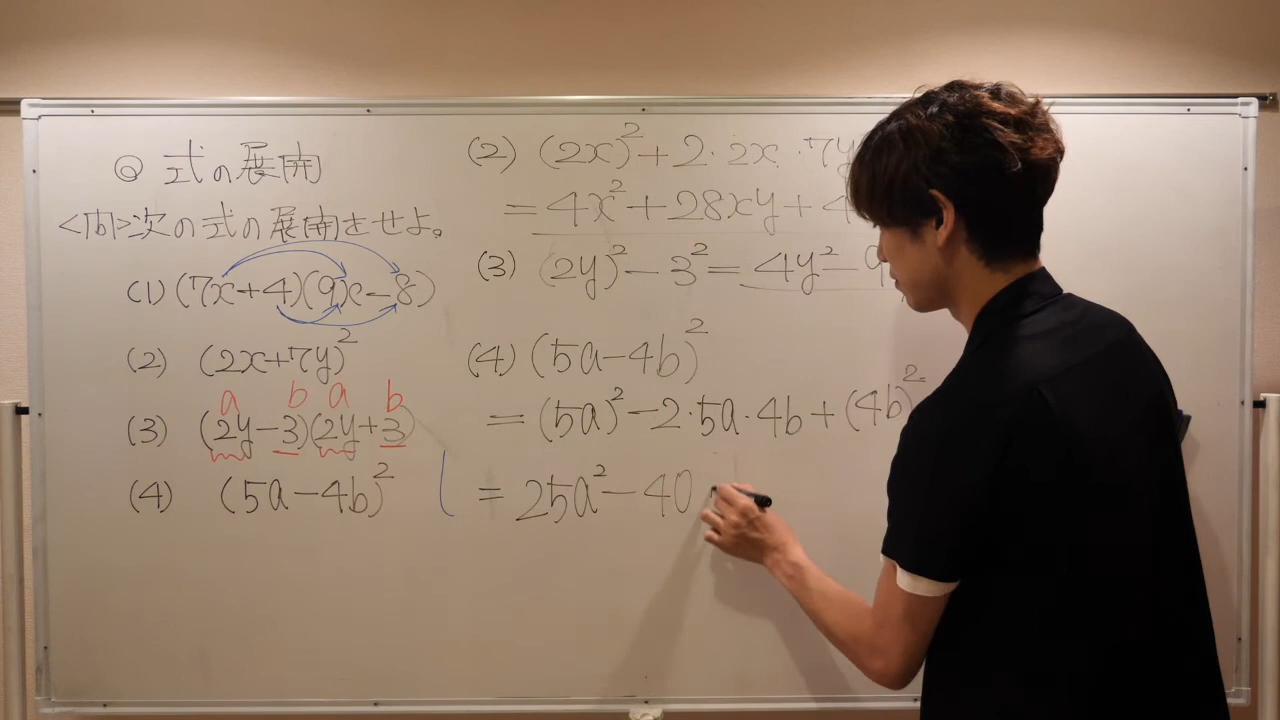 ◎ 式の展開
<問>次の式の展開をせよ。
(1) (7x+4)(9x-8)
(2) (2x+7y)²
a b a b
(3) (2y-3)(2y+3)
(4) (5a-4b)²
(2) (2x)²+2・2x・7y
=4x²+28xy+4
(3) (2y)²-3²=4y²-9
(4) (5a-4b)²
=(5a)²-2・5a・4b+(4b)²
=25a²-40